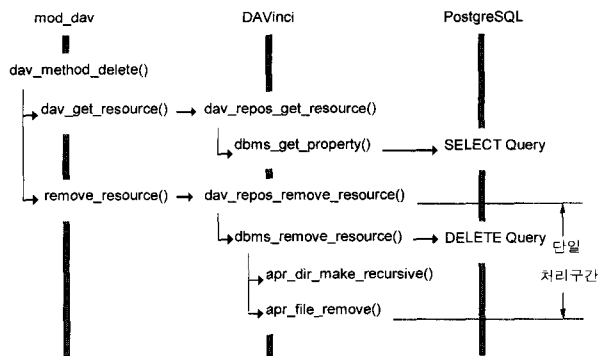 mod_dav DAVinci PostgreSQL
dav_method_delete()
dav_get_resource() dav_repos_get_resource()
dbms_get_property() SELECT Query
remove_resource() dav_repos_remove_resource()
dbms_remove_resource() DELETE Query 단일
apr_dir_make_recursive() 처리구간
apr_file_remove()